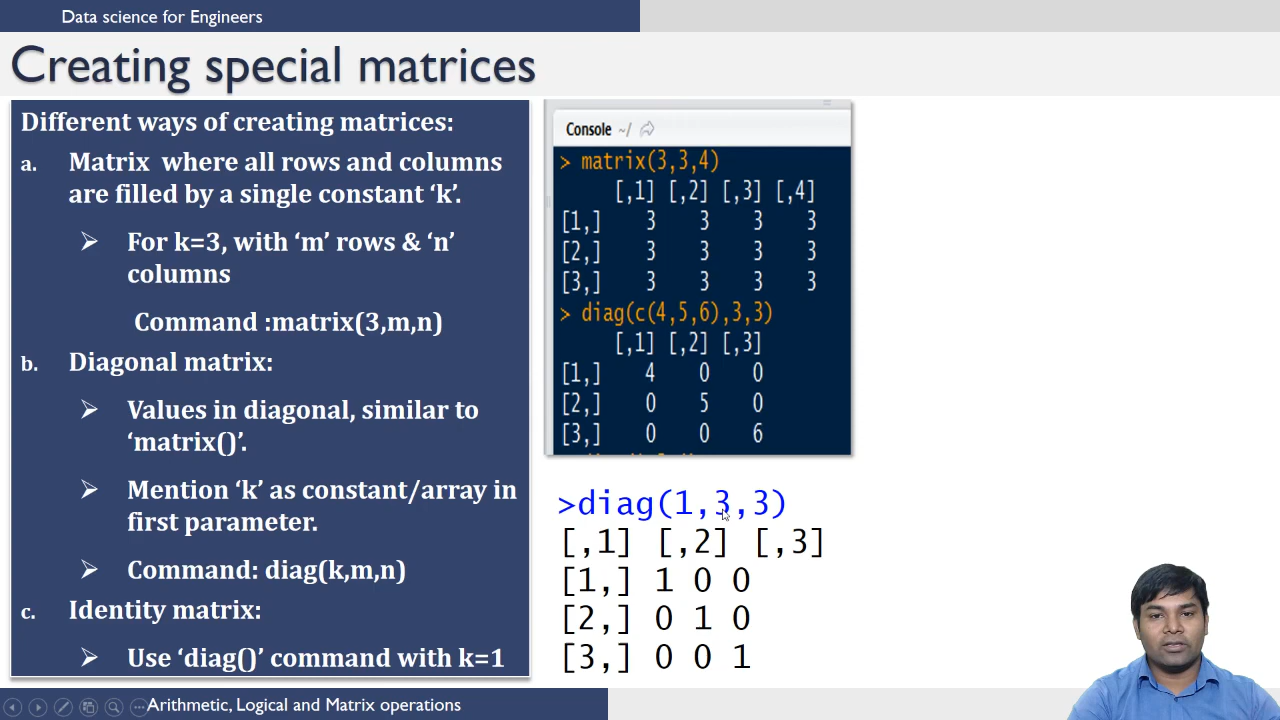 Data science for Engineers
Creating special matrices
Different ways of creating matrices:
a. Matrix where all rows and columns
are filled by a single constant ‘k’.
➢ For k=3, with ‘m’ rows & ‘n’
columns
Command :matrix(3,m,n)
b. Diagonal matrix:
➢ Values in diagonal, similar to
‘matrix()’.
➢ Mention ‘k’ as constant/array in
first parameter.
➢ Command: diag(k,m,n)
c. Identity matrix:
➢ Use ‘diag()’ command with k=1
Console ~/
> matrix(3,3,4)
[,1] [,2] [,3] [,4]
[1,] 3 3 3 3
[2,] 3 3 3 3
[3,] 3 3 3 3
> diag(c(4,5,6),3,3)
[,1] [,2] [,3]
[1,] 4 0 0
[2,] 0 5 0
[3,] 0 0 6
>diag(1,3,3)
[,1] [,2] [,3]
[1,] 1 0 0
[2,] 0 1 0
[3,] 0 0 1
Arithmetic, Logical and Matrix operations